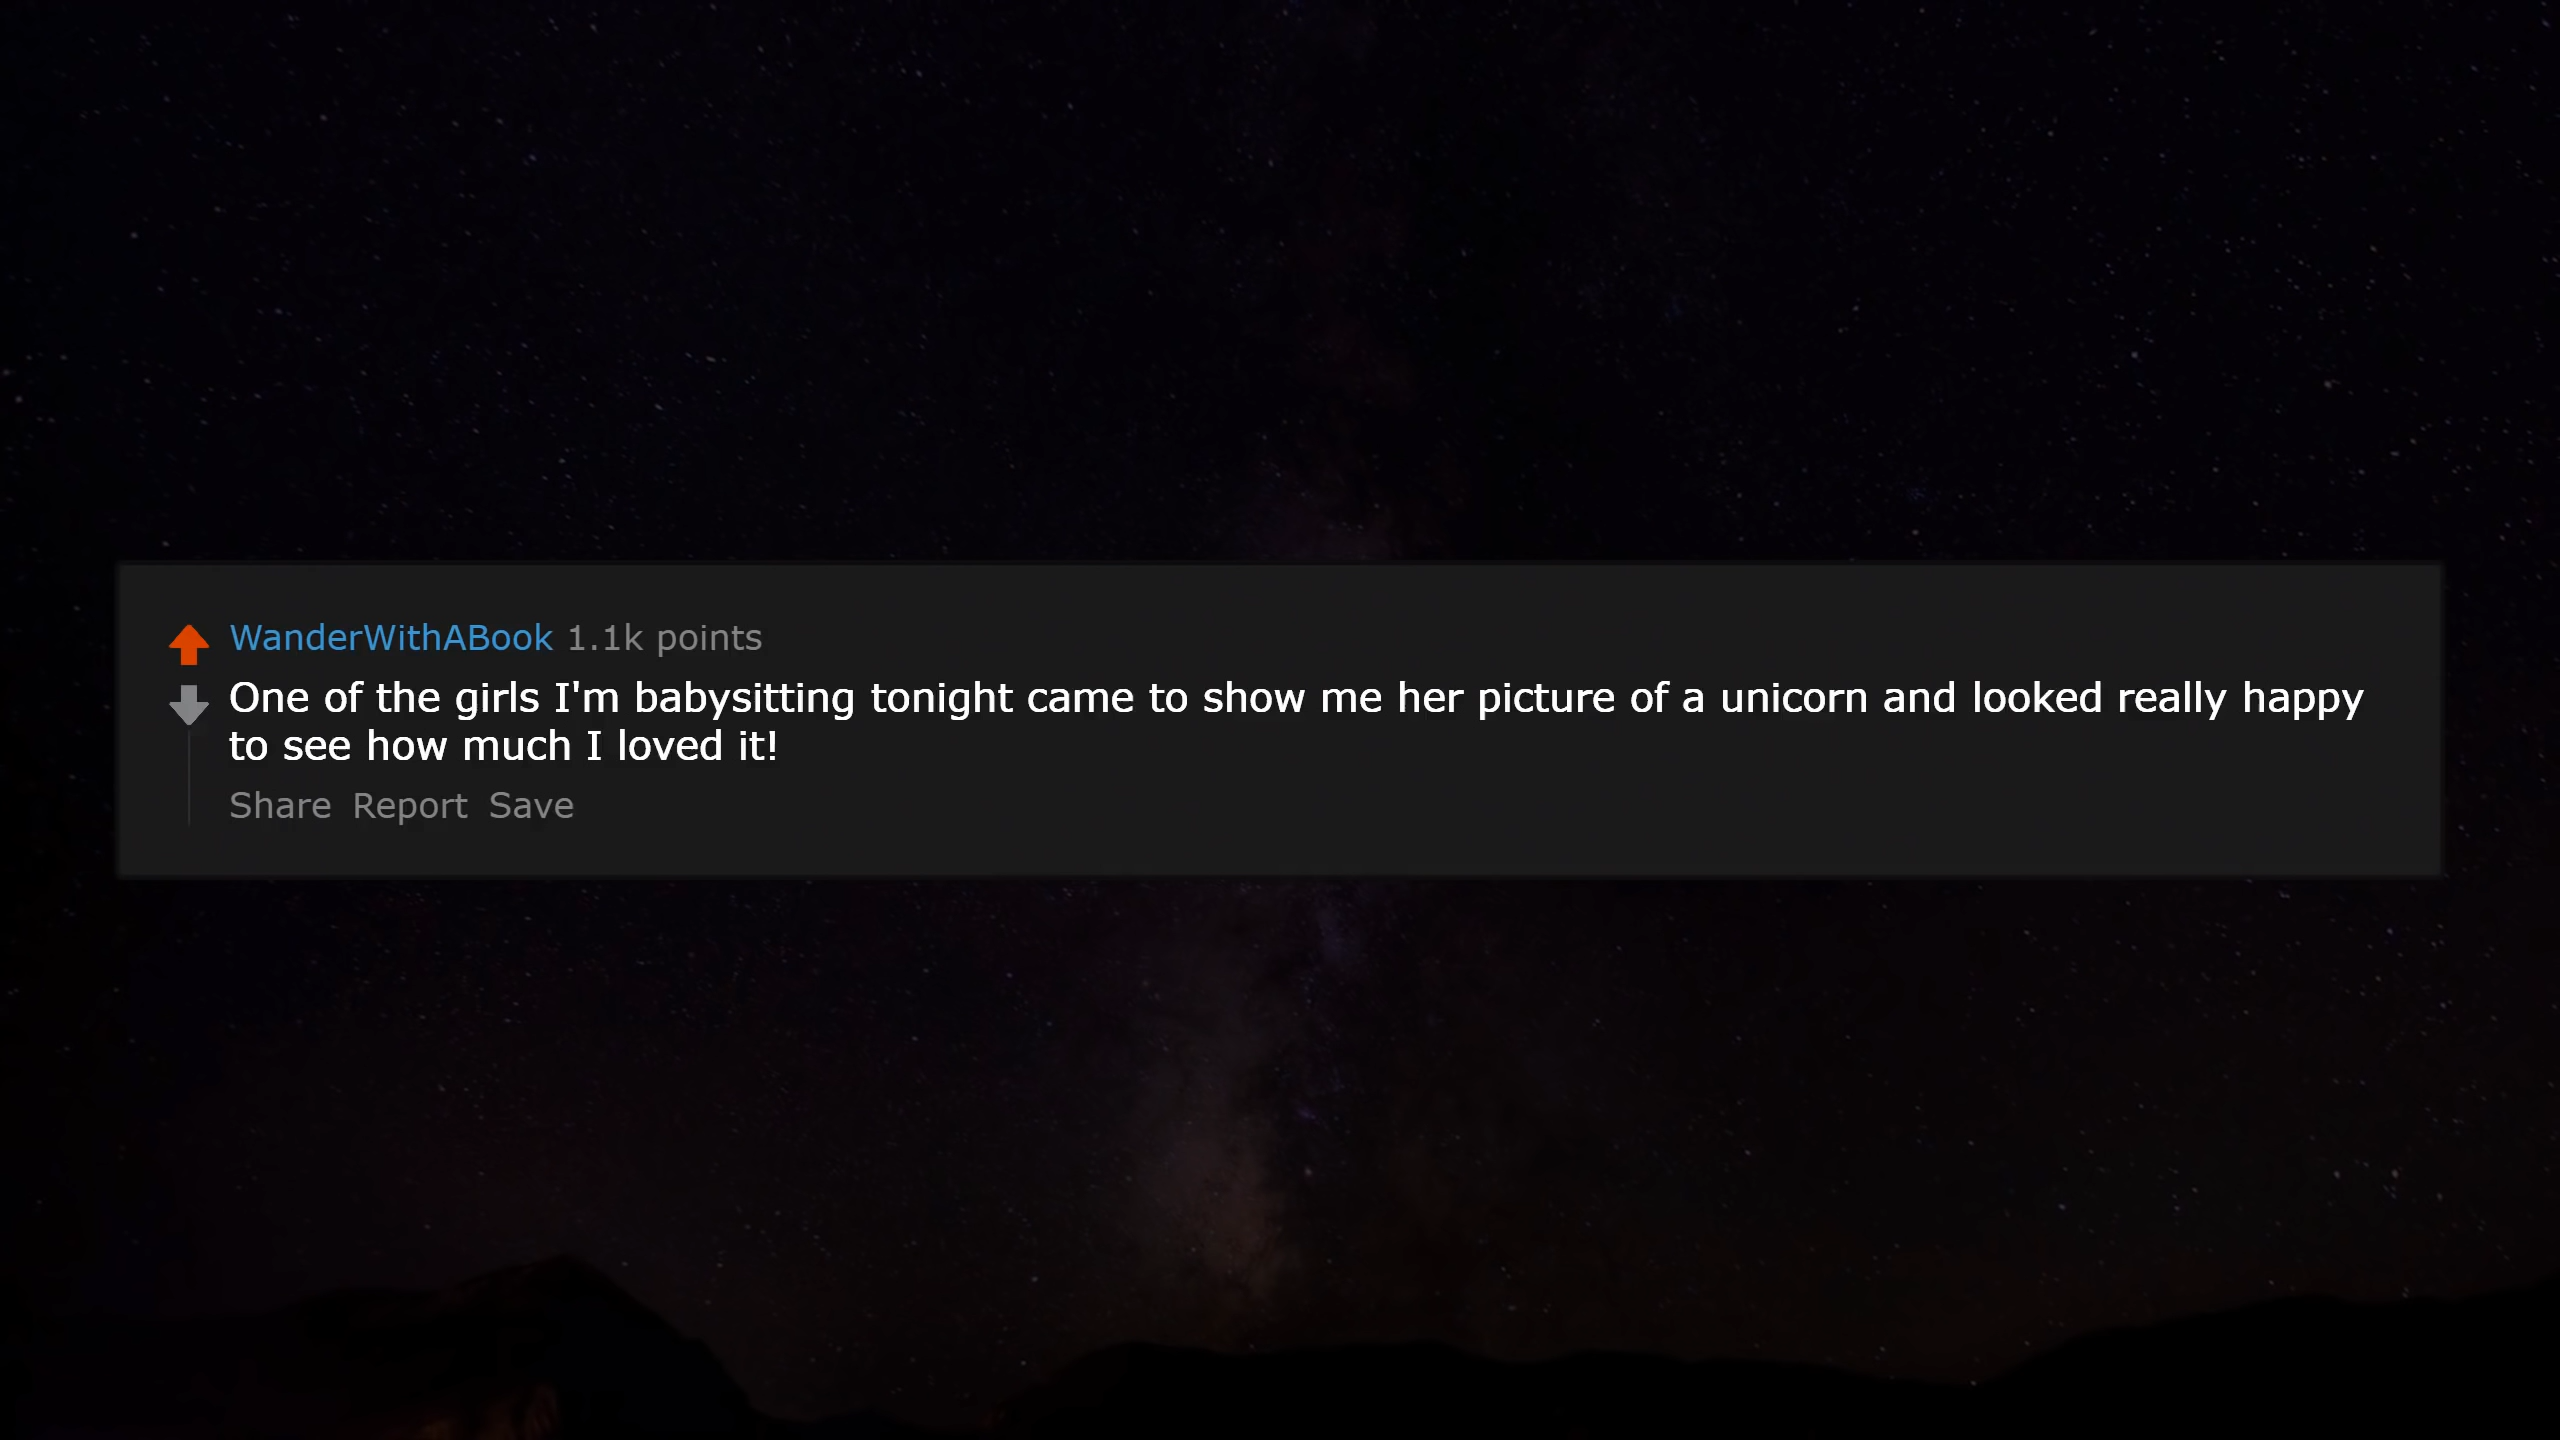 WanderWithABook 1.1k points
One of the girls I'm babysitting tonight came to show me her picture of a unicorn and looked really happy
to see how much I loved it!
Share Report Save